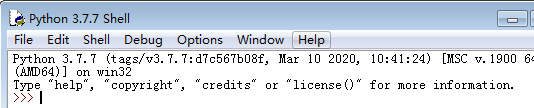 Python 3.7.7 Shell
File Edit Shell Debug Options Window Help
Python 3.7.7 (tags/v3.7.7:d7c567b08f, Mar 10 2020, 10:41:24) [MSC v.1900 64
(AMD64)] on win32
Type "help", "copyright", "credits" or "license()" for more information.
>>>